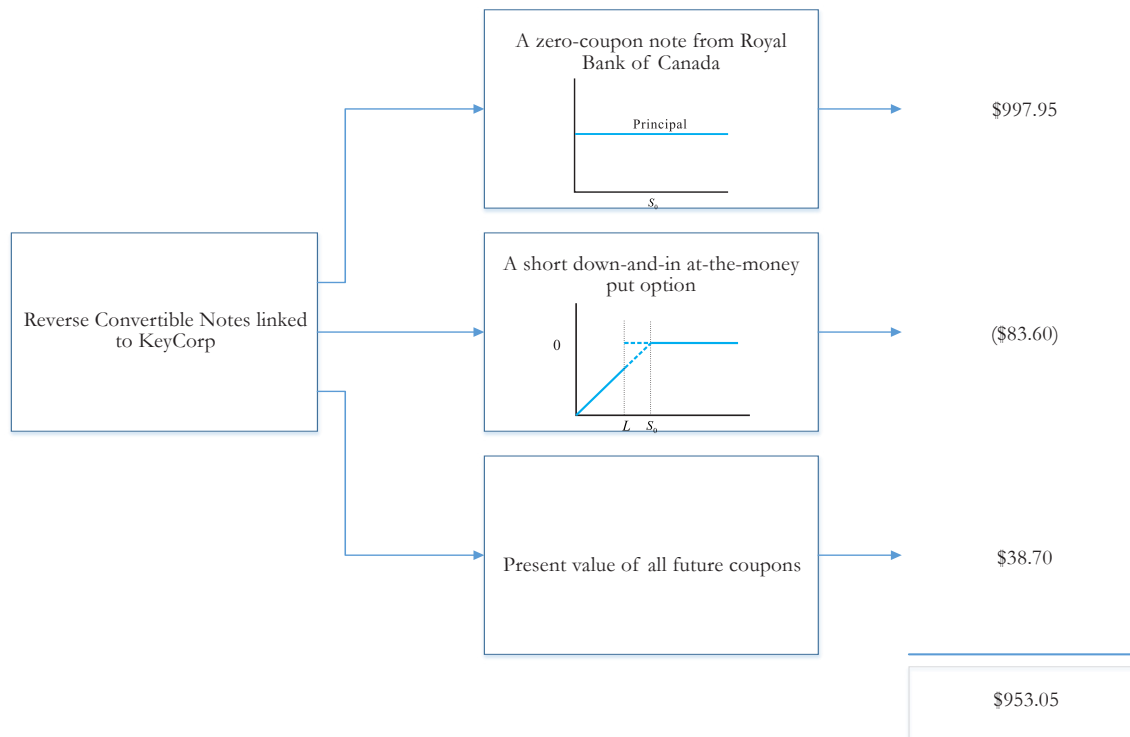 A zero-coupon note from Royal
Bank of Canada
Principal
S₀
$997.95
Reverse Convertible Notes linked
to KeyCorp
A short down-and-in at-the-money
put option
0
L S₀
($83.60)
Present value of all future coupons
$38.70
$953.05